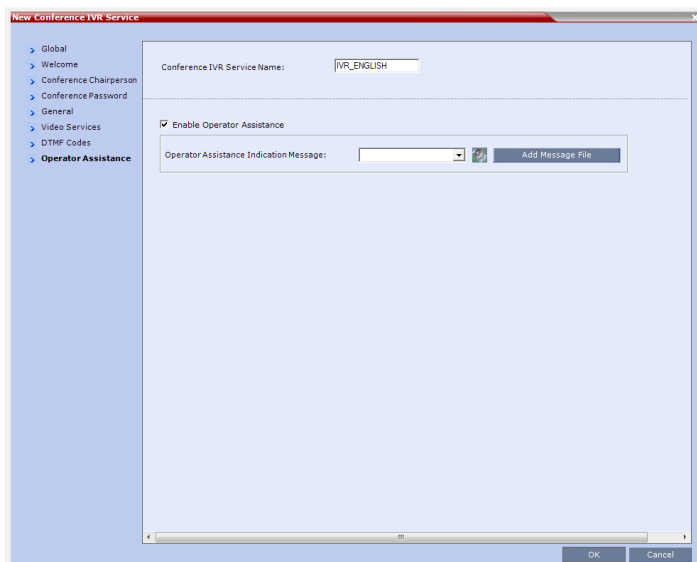 New Conference IVR Service
Global
Welcome
Conference Chairperson
Conference Password
General
Video Services
DTMF Codes
Operator Assistance
Conference IVR Service Name: IVR_ENGLISH
Enable Operator Assistance
Operator Assistance Indication Message: Add Message File
OK Cancel